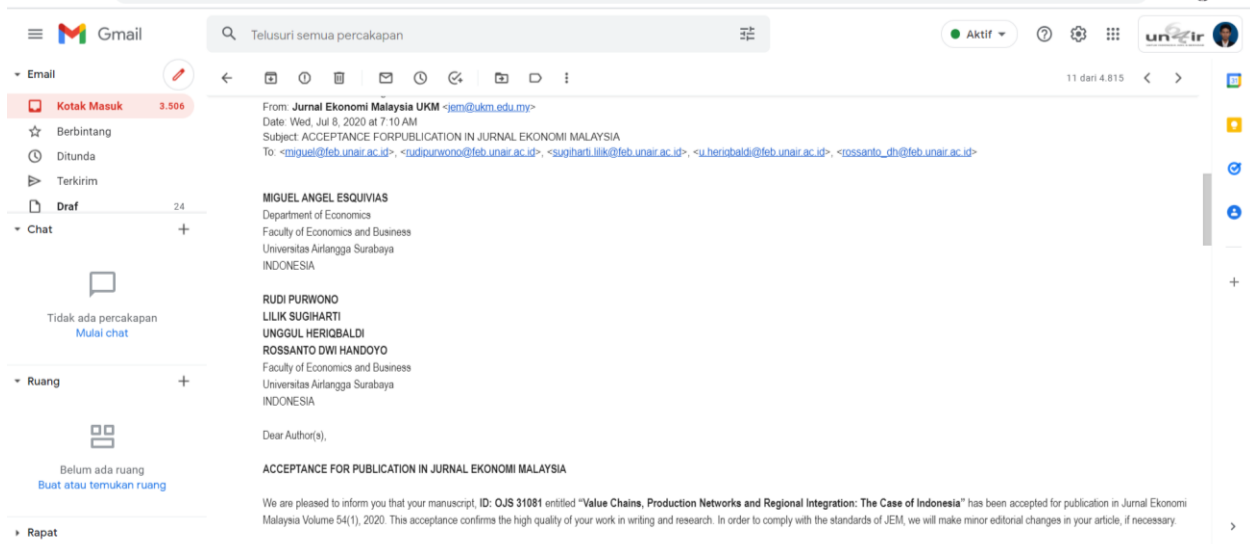 Gmail
Telusuri semua percakapan
Aktif
Email
11 dari 4.815
Kotak Masuk 3.506
Berbintang
Ditunda
Terkirim
Draf 24
Chat
Tidak ada percakapan
Mulai chat
Ruang
Belum ada ruang
Buat atau temukan ruang
Rapat
From: Jurnal Ekonomi Malaysia UKM <jem@ukm.edu.my>
Date: Wed, Jul 8, 2020 at 7:10 AM
Subject: ACCEPTANCE FORPUBLICATION IN JURNAL EKONOMI MALAYSIA
To: <miguel@feb.unair.ac.id>, <rudipurwono@feb.unair.ac.id>, <sugiharti.lilik@feb.unair.ac.id>, <u.heriqbaldi@feb.unair.ac.id>, <rossanto_dh@feb.unair.ac.id>
MIGUEL ANGEL ESQUIVIAS
Department of Economics
Faculty of Economics and Business
Universitas Airlangga Surabaya
INDONESIA
RUDI PURWONO
LILIK SUGIHARTI
UNGGUL HERIQBALDI
ROSSANTO DWI HANDOYO
Faculty of Economics and Business
Universitas Airlangga Surabaya
INDONESIA
Dear Author(s),
ACCEPTANCE FOR PUBLICATION IN JURNAL EKONOMI MALAYSIA
We are pleased to inform you that your manuscript, ID: OJS 31081 entitled “Value Chains, Production Networks and Regional Integration: The Case of Indonesia” has been accepted for publication in Jurnal Ekonomi
Malaysia Volume 54(1), 2020. This acceptance confirms the high quality of your work in writing and research. In order to comply with the standards of JEM, we will make minor editorial changes in your article, if necessary.